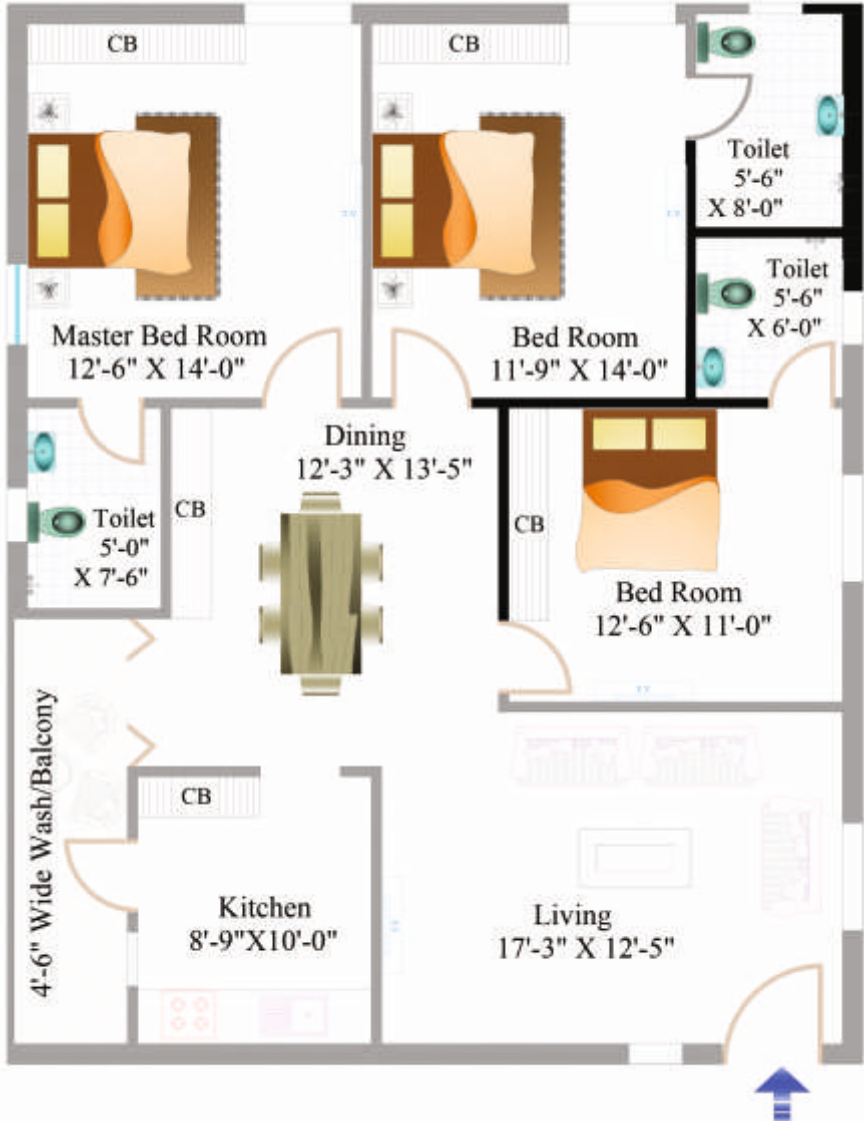 CB
CB
Toilet
5'-6"
X 8'-0"
Toilet
5'-6"
X 6'-0"
Master Bed Room
12'-6" X 14'-0"
Bed Room
11'-9" X 14'-0"
Dining
12'-3" X 13'-5"
CB
Toilet
5'-0"
X 7'-6"
CB
Bed Room
12'-6" X 11'-0"
4'-6" Wide Wash/Balcony
CB
Kitchen
8'-9"X10'-0"
Living
17'-3" X 12'-5"